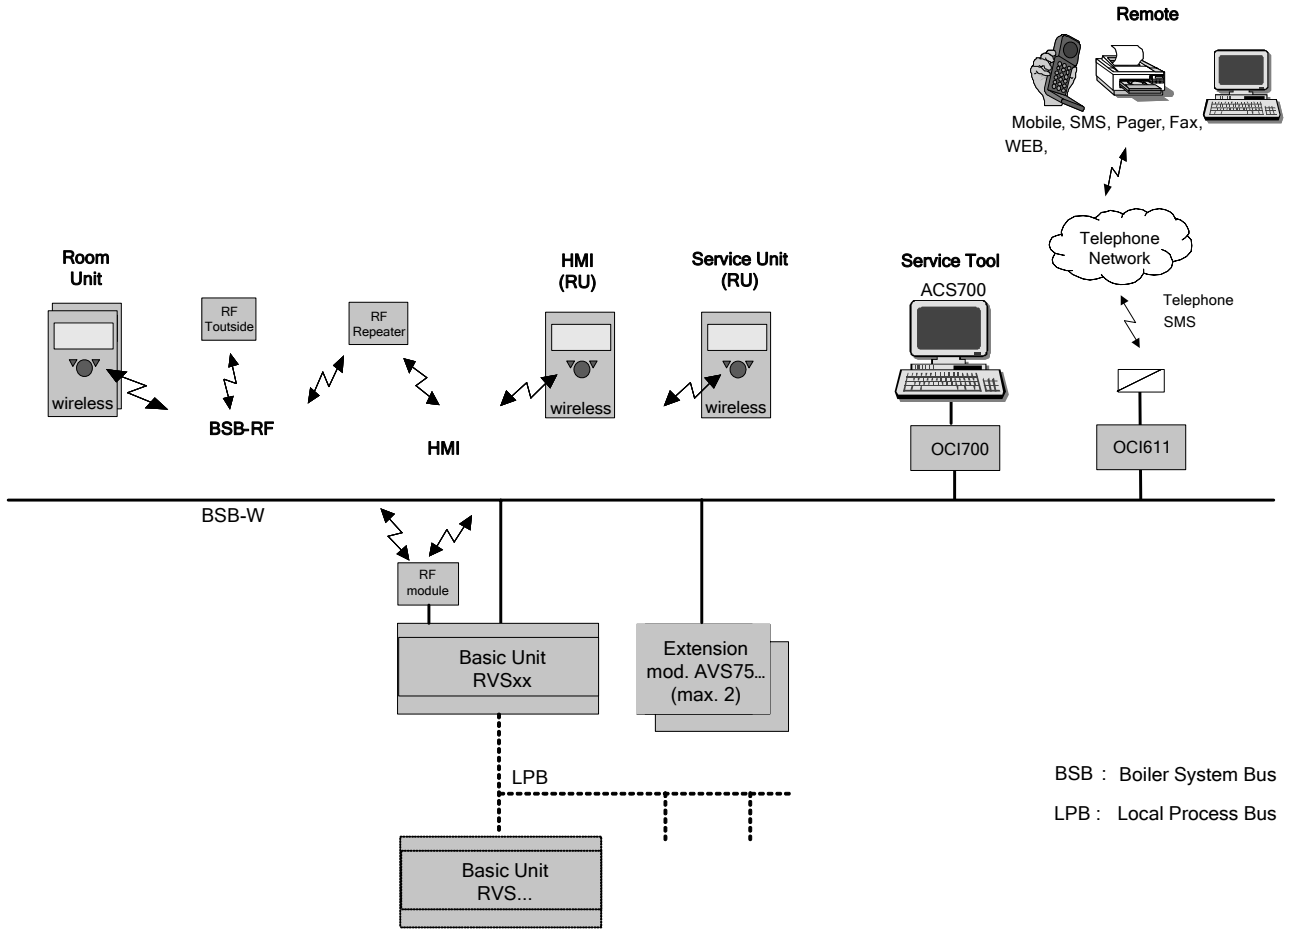 Remote
Mobile, SMS, Pager, Fax,
WEB,
Telephone
Network
Telephone
SMS
Room
Unit
wireless
RF
Toutside
BSB-RF
RF
Repeater
HMI
HMI
(RU)
wireless
Service Unit
(RU)
wireless
Service Tool
ACS700
OCI700
OCI611
BSB-W
RF
module
Basic Unit
RVSxx
Extension
mod. AVS75...
(max. 2)
LPB
Basic Unit
RVS...
BSB : Boiler System Bus
LPB : Local Process Bus